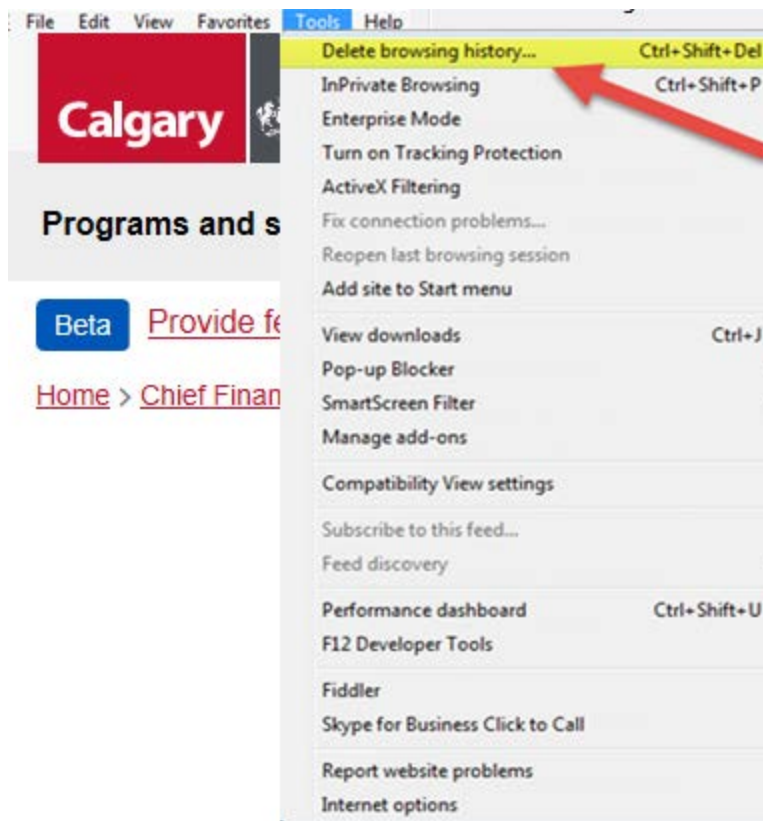 File Edit View Favorites Tools Help
Calgary
Programs and s
Beta Provide fe
Home > Chief Finan
Delete browsing history... Ctrl+Shift+Del
InPrivate Browsing Ctrl+Shift+P
Enterprise Mode
Turn on Tracking Protection
ActiveX Filtering
Fix connection problems...
Reopen last browsing session
Add site to Start menu
View downloads Ctrl+J
Pop-up Blocker
SmartScreen Filter
Manage add-ons
Compatibility View settings
Subscribe to this feed...
Feed discovery
Performance dashboard Ctrl+Shift+U
F12 Developer Tools
Fiddler
Skype for Business Click to Call
Report website problems
Internet options